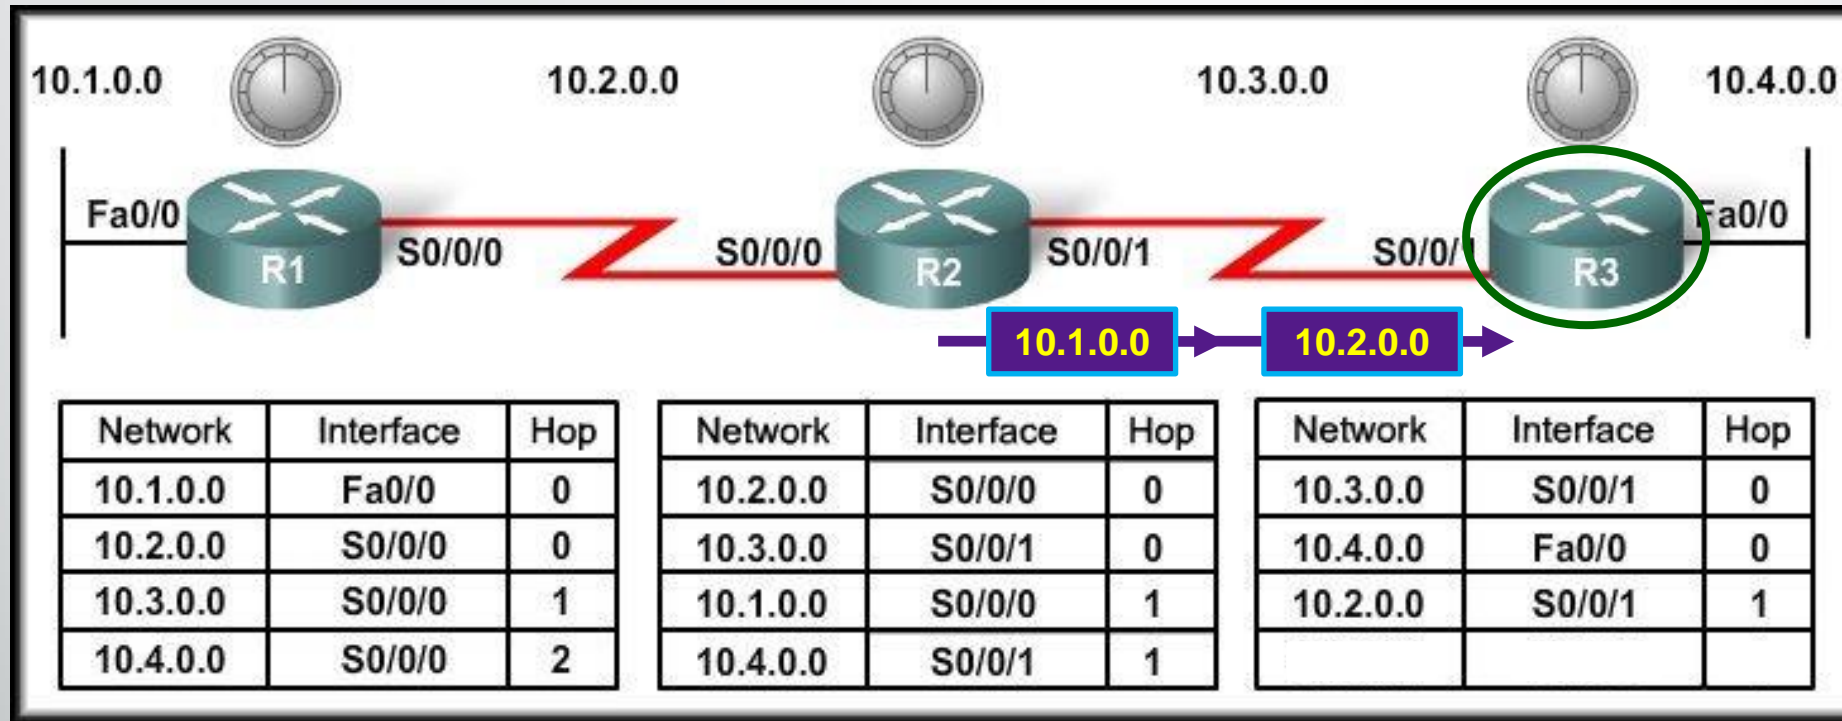 10.1.0.0 10.2.0.0 10.3.0.0 10.4.0.0
Fa0/0 Fa0/0
S0/0/0 S0/0/0 S0/0/1 S0/0/1
R1 R2 R3
10.1.0.0 10.2.0.0
Network Interface Hop Network Interface Hop Network Interface Hop
10.1.0.0 Fa0/0 0 10.2.0.0 S0/0/0 0 10.3.0.0 S0/0/1 0
10.2.0.0 S0/0/0 0 10.3.0.0 S0/0/1 0 10.4.0.0 Fa0/0 0
10.3.0.0 S0/0/0 1 10.1.0.0 S0/0/0 1 10.2.0.0 S0/0/1 1
10.4.0.0 S0/0/0 2 10.4.0.0 S0/0/1 1